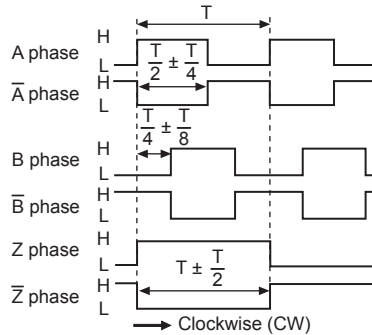 T
A phase H
L
T/2 ± T/4
A̅ phase H
L
T/4 ± T/8
B phase H
L
B̅ phase H
L
Z phase H
L
T ± T/2
Z̅ phase H
L
Clockwise (CW)